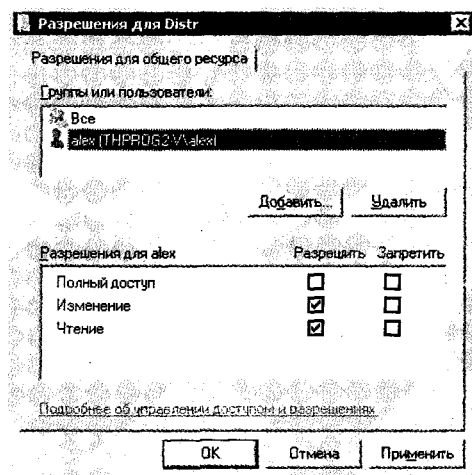 Разрешения для Distr
Разрешения для общего ресурса
Группы или пользователи:
Все
alex (THPROG2-V\alex)
Добавить... Удалить
Разрешения для alex Разрешить Запретить
Полный доступ
Изменение
Чтение
Подробнее об управлении доступом и разрешениях
OK Отмена Применить